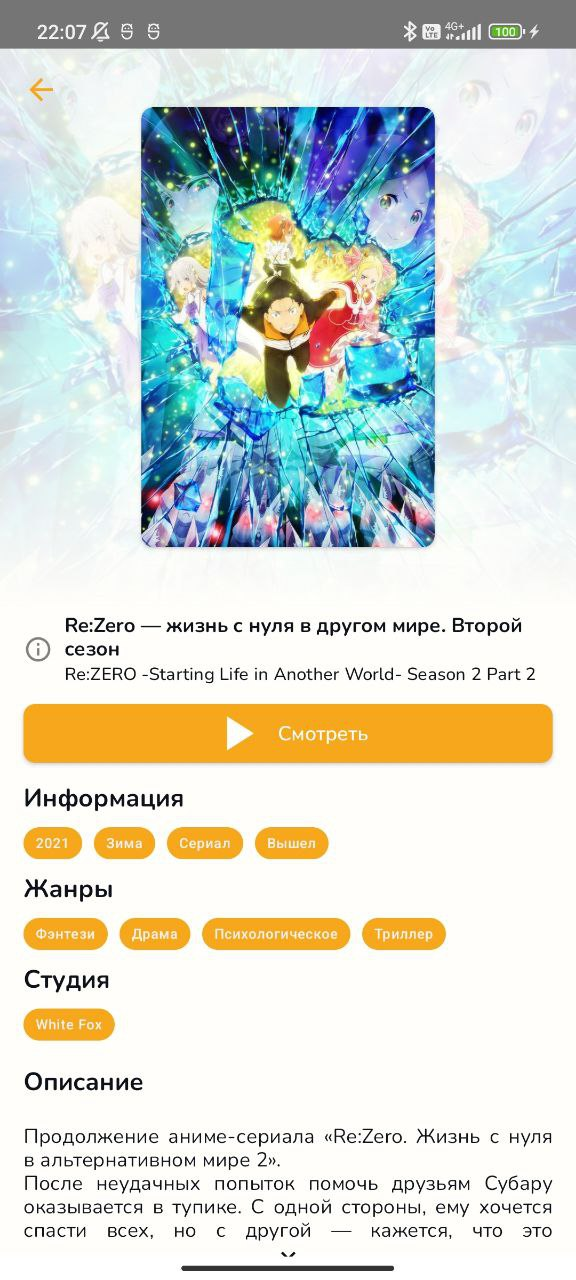 22:07
Vo
LTE
4G+
100
Re:Zero — жизнь с нуля в другом мире. Второй
сезон
Re:ZERO -Starting Life in Another World- Season 2 Part 2
Смотреть
Информация
2021 Зима Сериал Вышел
Жанры
Фэнтези Драма Психологическое Триллер
Студия
White Fox
Описание
Продолжение аниме-сериала «Re:Zero. Жизнь с нуля
в альтернативном мире 2».
После неудачных попыток помочь друзьям Субару
оказывается в тупике. С одной стороны, ему хочется
спасти всех, но с другой — кажется, что это